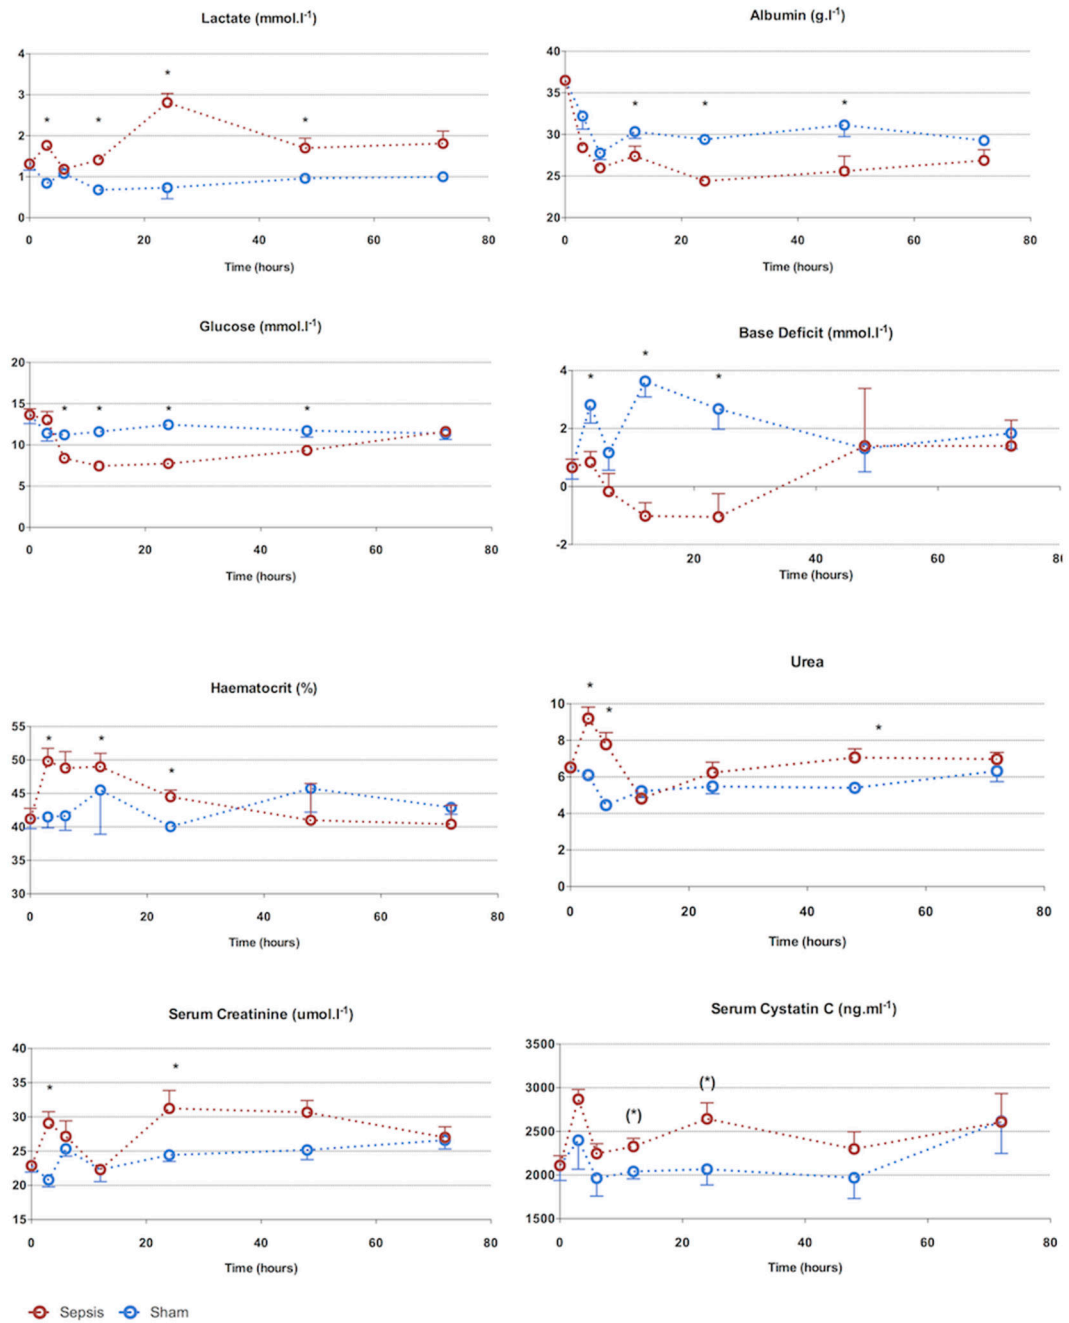 Lactate (mmol.l-1)
4
3
2
1
0
* * * *
0 20 40 60 80
Time (hours)
Albumin (g.l-1)
40
35
30
25
20
* * *
0 20 40 60 80
Time (hours)
Glucose (mmol.l-1)
20
15
10
5
0
* * * *
0 20 40 60 80
Time (hours)
Base Deficit (mmol.l-1)
4
2
0
-2
* * *
20 40 60
Time (hours)
Haematocrit (%)
55
50
45
40
35
30
* * *
0 20 40 60 80
Time (hours)
Urea
10
8
6
4
2
0
* * *
0 20 40 60 80
Time (hours)
Serum Creatinine (umol.l-1)
40
35
30
25
20
15
* *
0 20 40 60 80
Time (hours)
Serum Cystatin C (ng.ml-1)
3500
3000
2500
2000
1500
(*) (*)
0 20 40 60 80
Time (hours)
Sepsis Sham